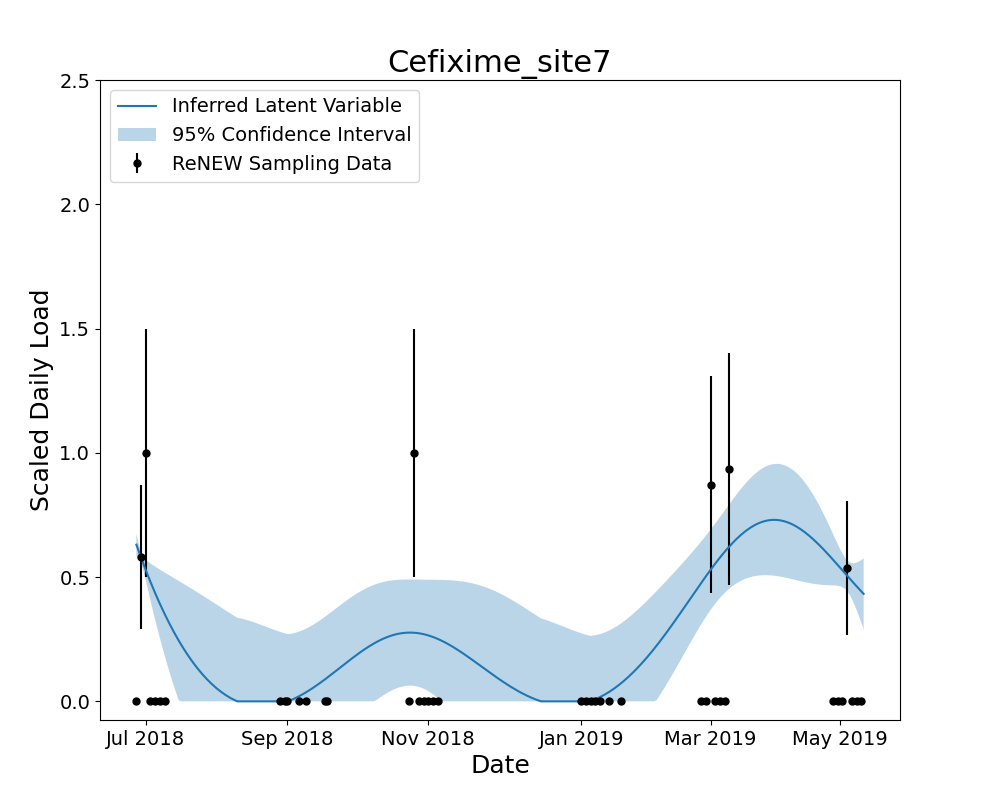 Cefixime_site7
Inferred Latent Variable
95% Confidence Interval
ReNEW Sampling Data
Scaled Daily Load
2.5
2.0
1.5
1.0
0.5
0.0
Jul 2018
Sep 2018
Nov 2018
Jan 2019
Mar 2019
May 2019
Date